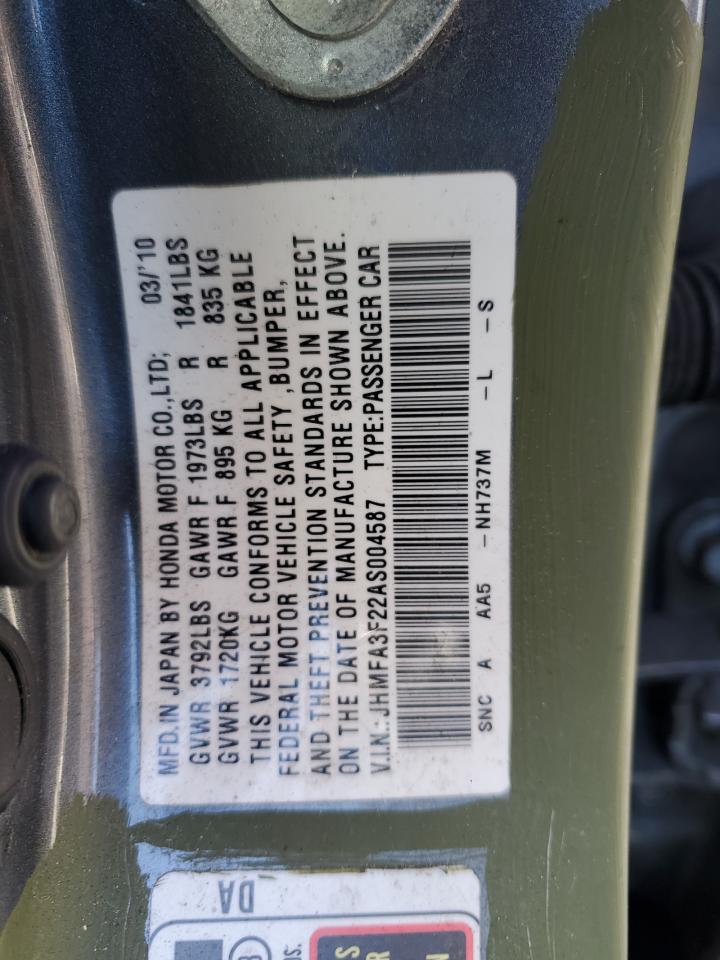 MFD. IN JAPAN BY HONDA MOTOR CO.,LTD; 03/'10
GVWR 3792LBS GAWR F 1973LBS R 1841LBS
GVWR 1720KG GAWR F 895 KG R 835 KG
THIS VEHICLE CONFORMS TO ALL APPLICABLE
FEDERAL MOTOR VEHICLE SAFETY ,BUMPER,
AND THEFT PREVENTION STANDARDS IN EFFECT
ON THE DATE OF MANUFACTURE SHOWN ABOVE.
V.I.N.: JHMFA3F22AS004587 TYPE:PASSENGER CAR
SNC A AA5 -NH737M -L -S
DA